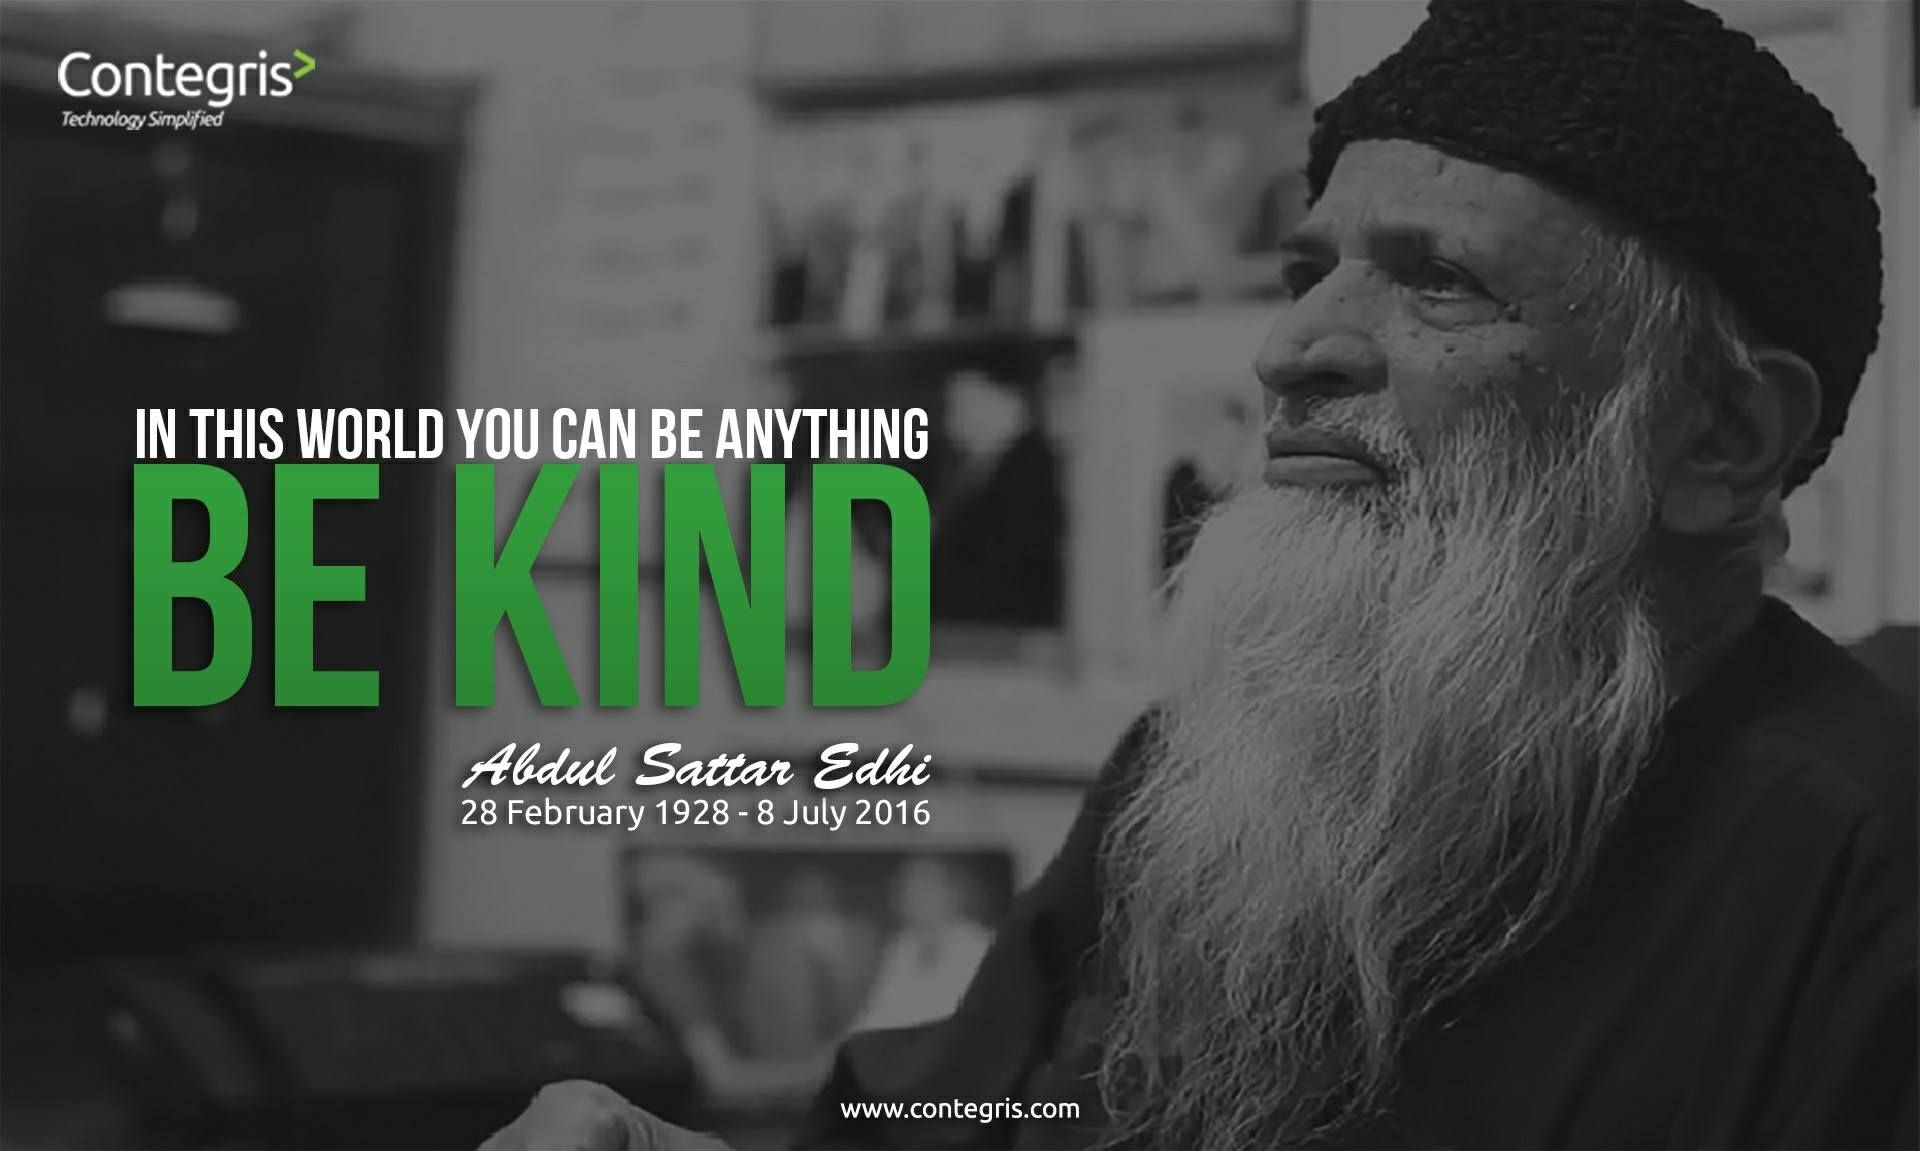 Contegris
Technology Simplified
IN THIS WORLD YOU CAN BE ANYTHING
BE KIND
Abdul Sattar Edhi
28 February 1928 - 8 July 2016
www.contegris.com